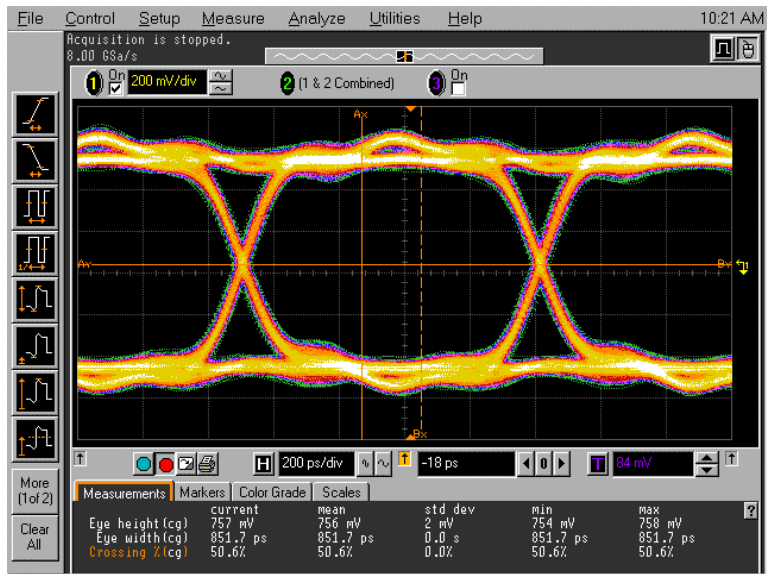 File Control Setup Measure Analyze Utilities Help 10:21 AM
Acquisition is stopped.
8.00 GSa/s
1 On 200 mV/div 2 (1 & 2 Combined) 3 On
Ax
Av Bv 1
Bx
H 200 ps/div -18 ps 0 T 84 mV
More
(1of 2)
Clear
All
Measurements Markers Color Grade Scales
current mean std dev min max ?
Eye height(cg) 757 mV 756 mV 2 mV 754 mV 758 mV
Eye width(cg) 851.7 ps 851.7 ps 0.0 s 851.7 ps 851.7 ps
Crossing %(cg) 50.6% 50.6% 0.0% 50.6% 50.6%